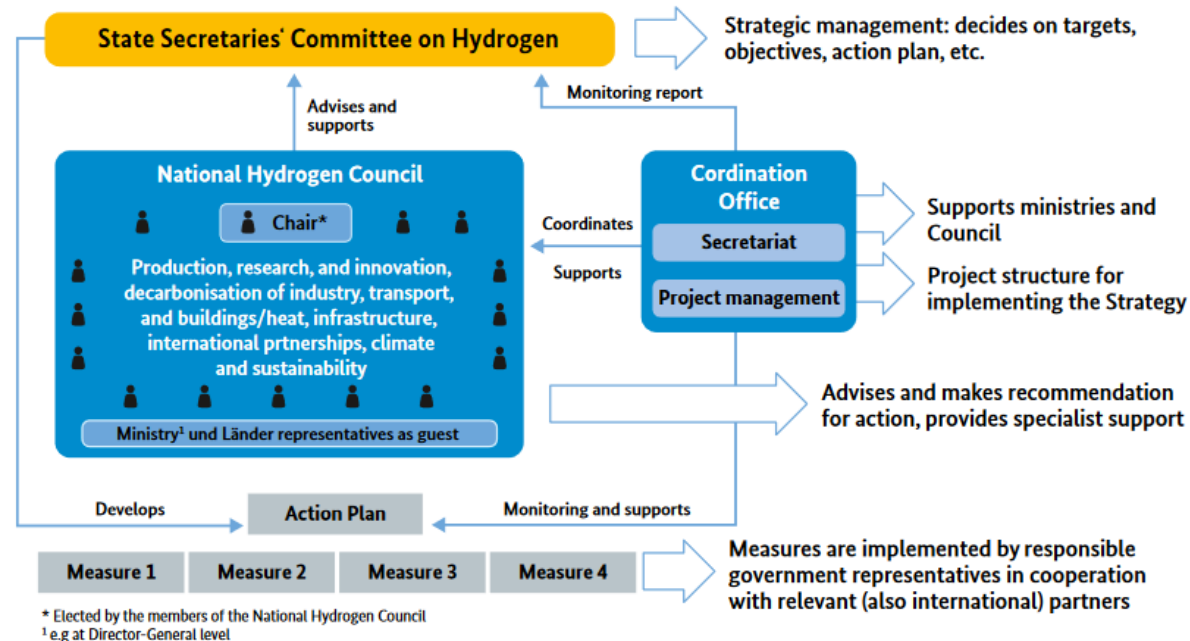 State Secretaries' Committee on Hydrogen
Strategic management: decides on targets,
objectives, action plan, etc.
Advises and
supports
Monitoring report
National Hydrogen Council
Chair*
Production, research, and innovation,
decarbonisation of industry, transport,
and buildings/heat, infrastructure,
international prtnerships, climate
and sustainability
Ministry¹ und Länder representatives as guest
Coordinates
Supports
Cordination
Office
Secretariat
Project management
Supports ministries and
Council
Project structure for
implementing the Strategy
Advises and makes recommendation
for action, provides specialist support
Develops
Action Plan
Monitoring and supports
Measure 1
Measure 2
Measure 3
Measure 4
Measures are implemented by responsible
government representatives in cooperation
with relevant (also international) partners
* Elected by the members of the National Hydrogen Council
¹ e.g at Director-General level